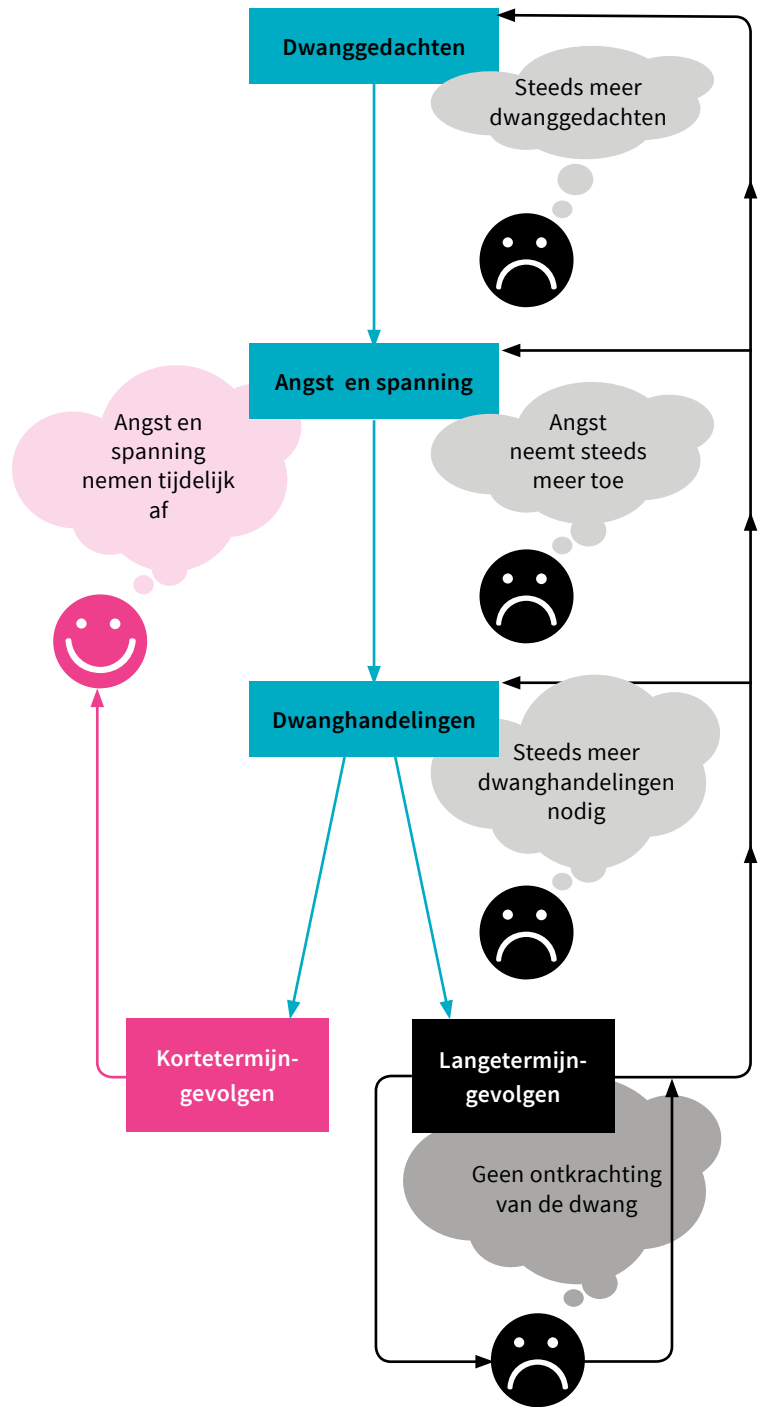 Dwanggedachten
Steeds meer
dwanggedachten
Angst en spanning
Angst en
spanning
nemen tijdelijk
af
Angst
neemt steeds
meer toe
Dwanghandelingen
Steeds meer
dwanghandelingen
nodig
Kortetermijn-
gevolgen
Langetermijn-
gevolgen
Geen ontkrachting
van de dwang